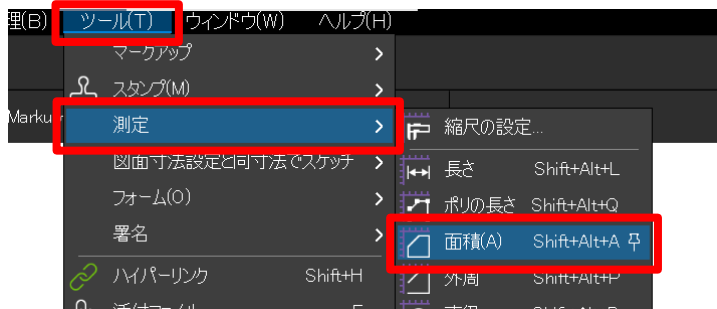 理(B) ツール(T) ウィンドウ(W) ヘルプ(H)
マークアップ
スタンプ(M)
Marku
測定
縮尺の設定...
図面寸法設定と同寸法でスケッチ
長さ Shift+Alt+L
フォーム(O)
ポリの長さ Shift+Alt+Q
署名
面積(A) Shift+Alt+A
ハイパーリンク Shift+H
外周 Shift+Alt+P